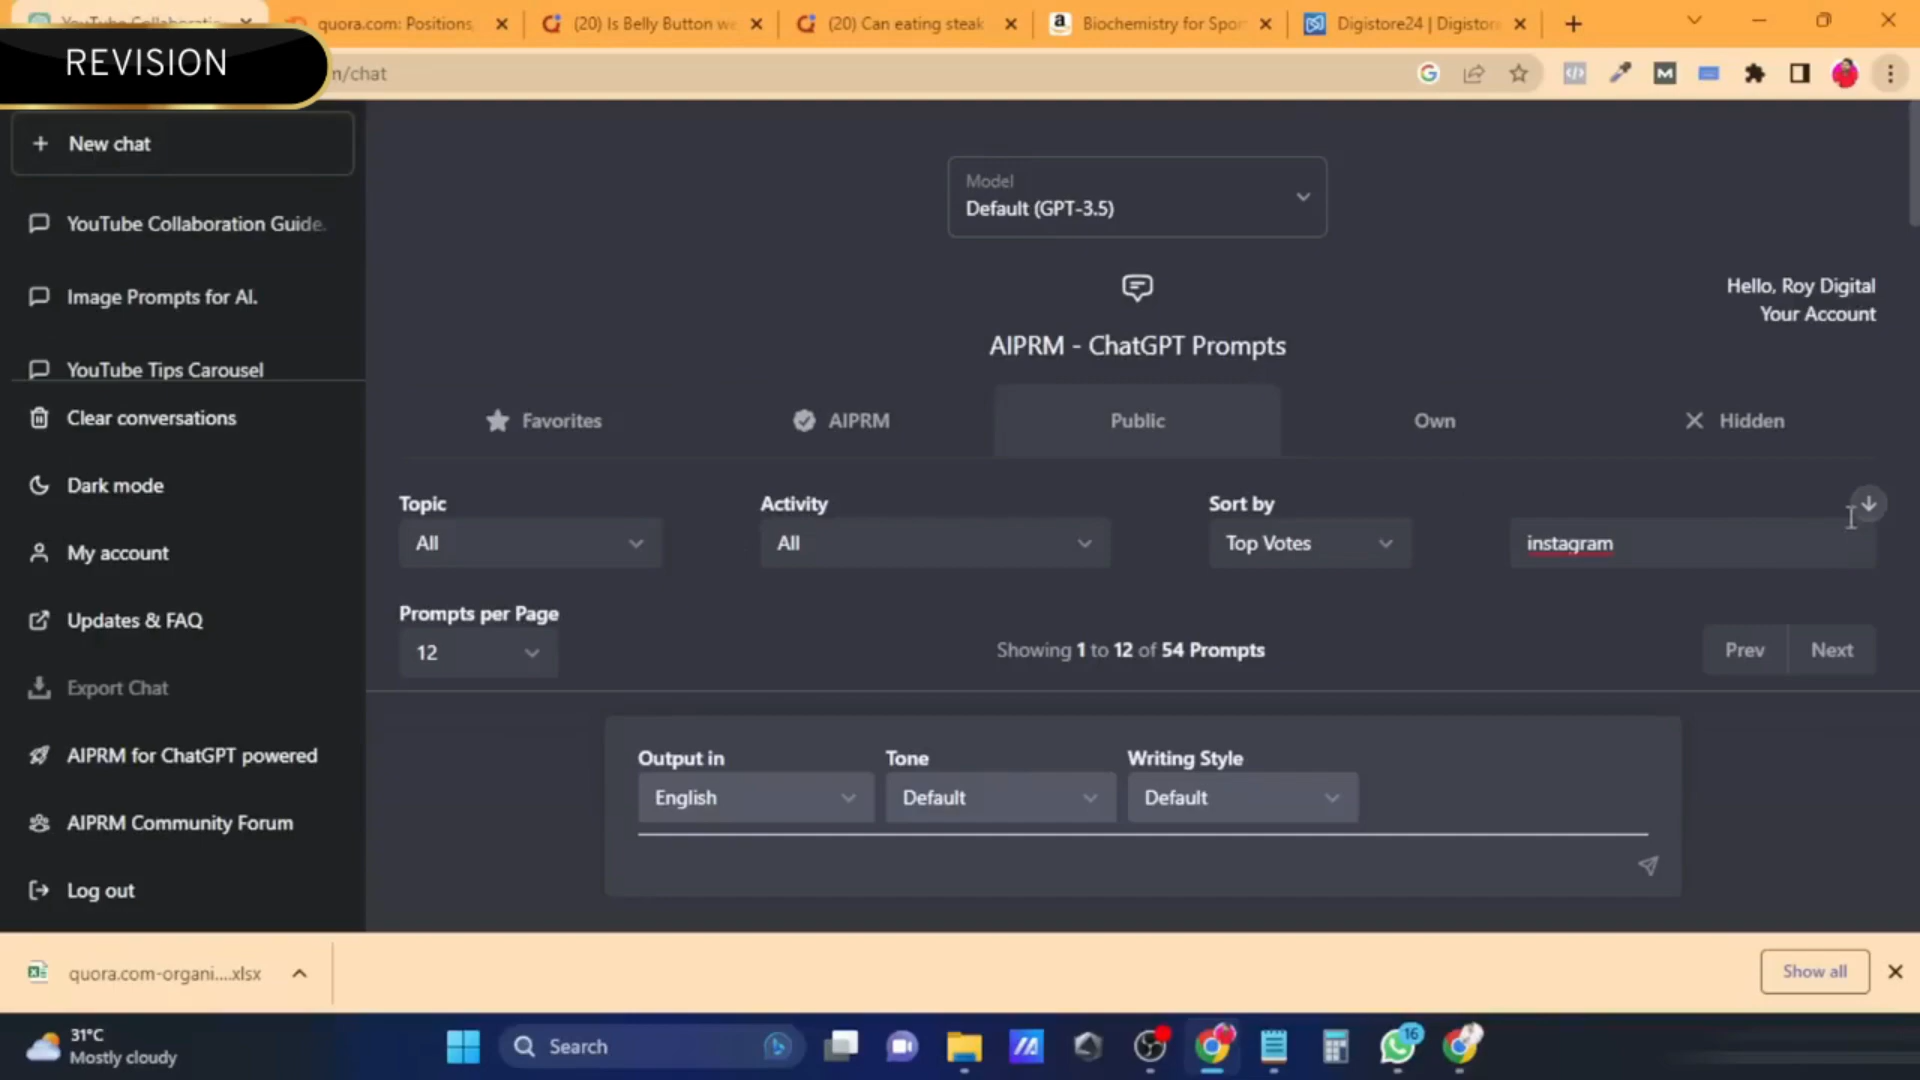 quora.com: Positions
(20) Is Belly Button we
(20) Can eating steak
Biochemistry for Spor
Digistore24 | Digistor
REVISION
n/chat
New chat
YouTube Collaboration Guide.
Image Prompts for AI.
YouTube Tips Carousel
Clear conversations
Dark mode
My account
Updates & FAQ
Export Chat
AIPRM for ChatGPT powered
AIPRM Community Forum
Log out
Model
Default (GPT-3.5)
Hello, Roy Digital
Your Account
AIPRM - ChatGPT Prompts
Favorites
AIPRM
Public
Own
Hidden
Topic
Activity
Sort by
All
All
Top Votes
instagram
Prompts per Page
12
Showing 1 to 12 of 54 Prompts
Prev
Next
Output in
Tone
Writing Style
English
Default
Default
quora.com-organi....xlsx
Show all
31°C
Mostly cloudy
Search
16